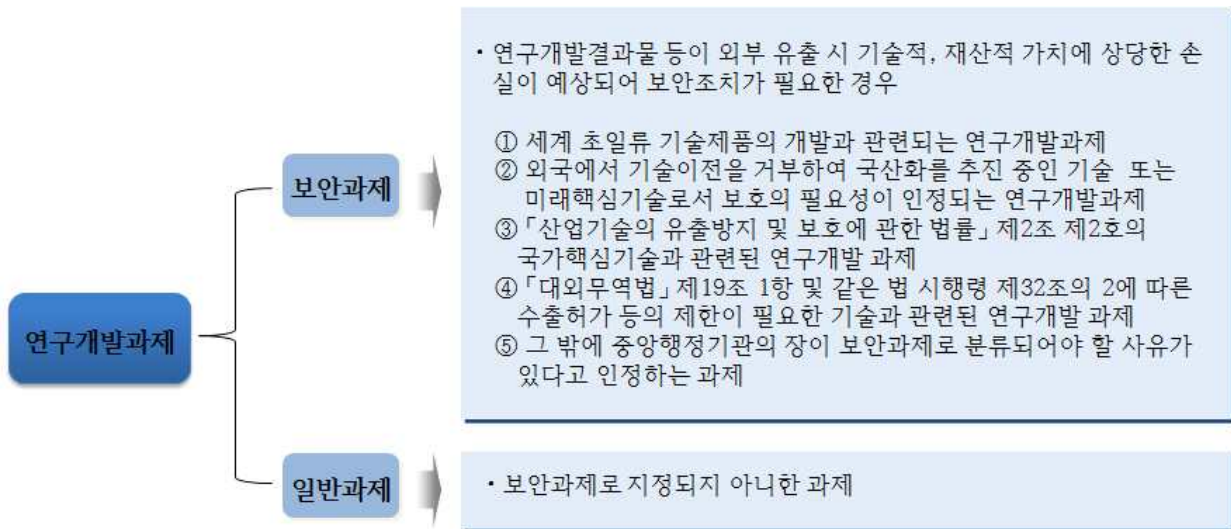 연구개발과제
보안과제
· 연구개발결과물 등이 외부 유출 시 기술적, 재산적 가치에 상당한 손
실이 예상되어 보안조치가 필요한 경우
① 세계 초일류 기술제품의 개발과 관련되는 연구개발과제
② 외국에서 기술이전을 거부하여 국산화를 추진 중인 기술 또는
미래핵심기술로서 보호의 필요성이 인정되는 연구개발과제
③ 「산업기술의 유출방지 및 보호에 관한 법률」 제2조 제2호의
국가핵심기술과 관련된 연구개발 과제
④ 「대외무역법」 제19조 1항 및 같은 법 시행령 제32조의 2에 따른
수출허가 등의 제한이 필요한 기술과 관련된 연구개발 과제
⑤ 그 밖에 중앙행정기관의 장이 보안과제로 분류되어야 할 사유가
있다고 인정하는 과제
일반과제
· 보안과제로 지정되지 아니한 과제